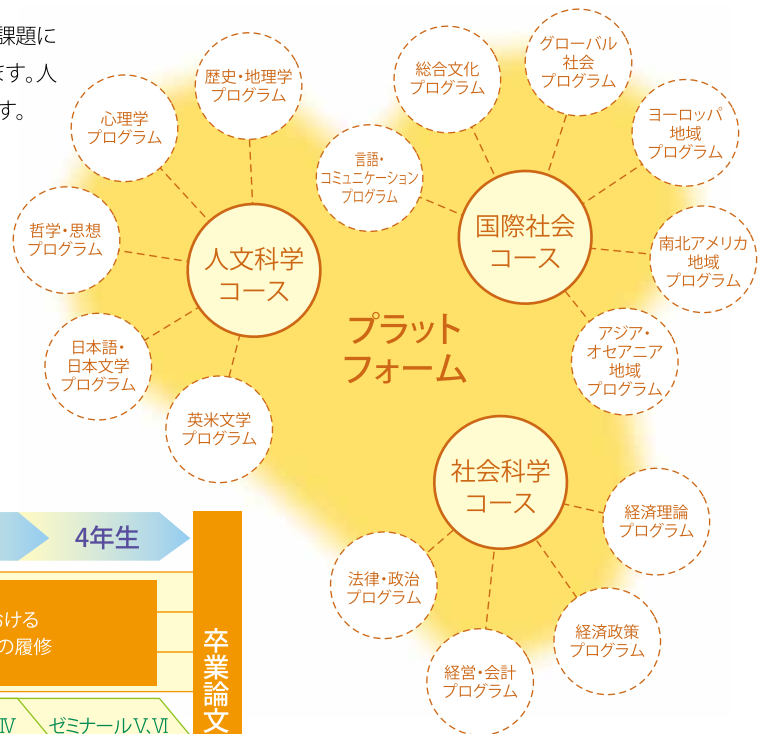 課題に
ます。人
す。
歴史・地理学
プログラム
心理学
プログラム
哲学・思想
プログラム
日本語・
日本文学
プログラム
英米文学
プログラム
人文科学
コース
言語・
コミュニケーション
プログラム
総合文化
プログラム
グローバル
社会
プログラム
ヨーロッパ
地域
プログラム
南北アメリカ
地域
プログラム
アジア・
オセアニア
地域
プログラム
国際社会
コース
プラット
フォーム
社会科学
コース
経済理論
プログラム
経済政策
プログラム
経営・会計
プログラム
法律・政治
プログラム
4年生
おける
の履修
卒業論文
Ⅳ
ゼミナールⅤ、Ⅵ